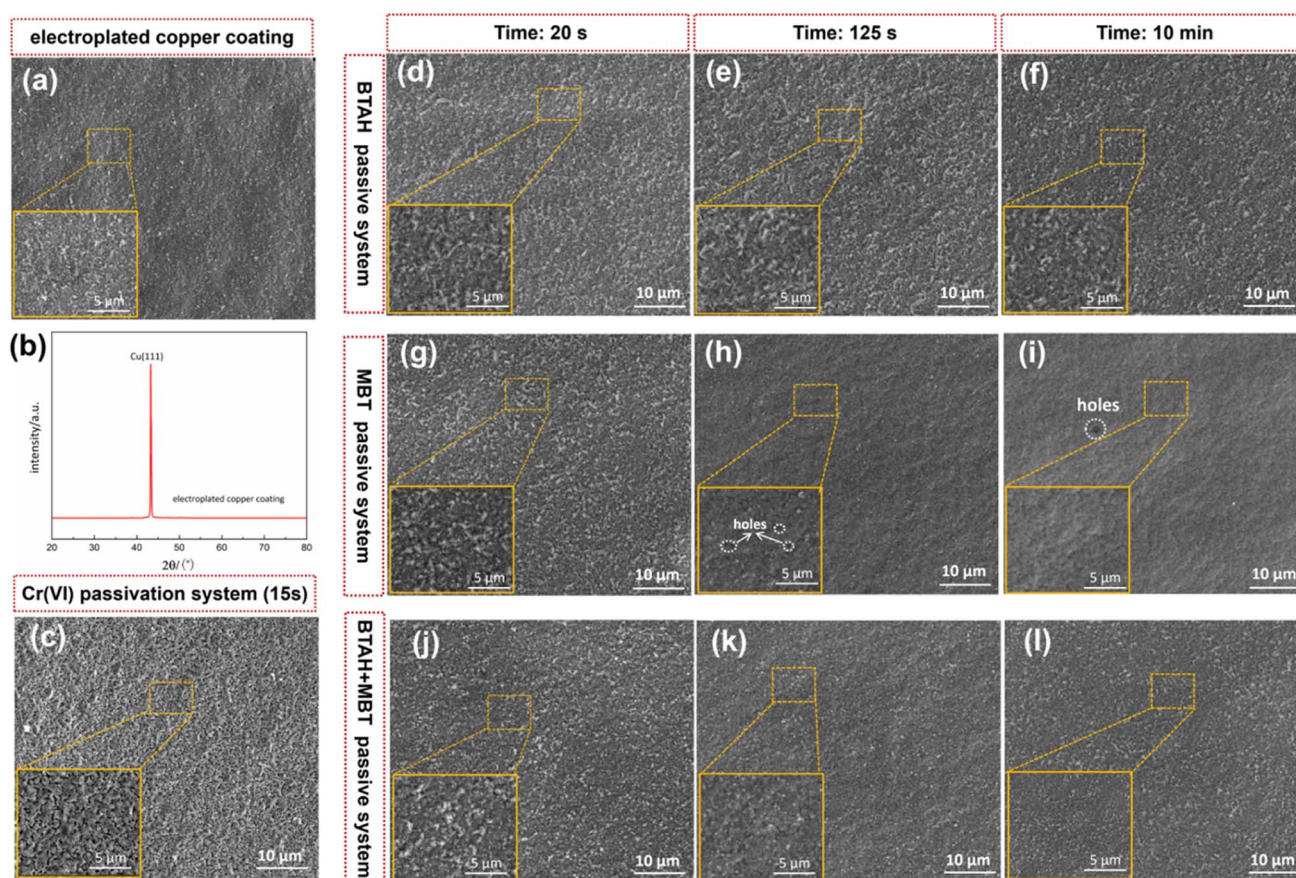 electroplated copper coating
(a)
5 μm
(b)
Cu(111)
intensity/a.u.
electroplated copper coating
20 30 40 50 60 70 80
2θ/(°)
Cr(VI) passivation system (15s)
(c)
5 μm
10 μm
Time: 20 s
Time: 125 s
Time: 10 min
BTAH passive system
(d)
5 μm
10 μm
(e)
5 μm
10 μm
(f)
5 μm
10 μm
MBT passive system
(g)
5 μm
10 μm
(h)
holes
5 μm
10 μm
(i)
holes
5 μm
10 μm
BTAH+MBT passive system
(j)
5 μm
10 μm
(k)
5 μm
10 μm
(l)
5 μm
10 μm